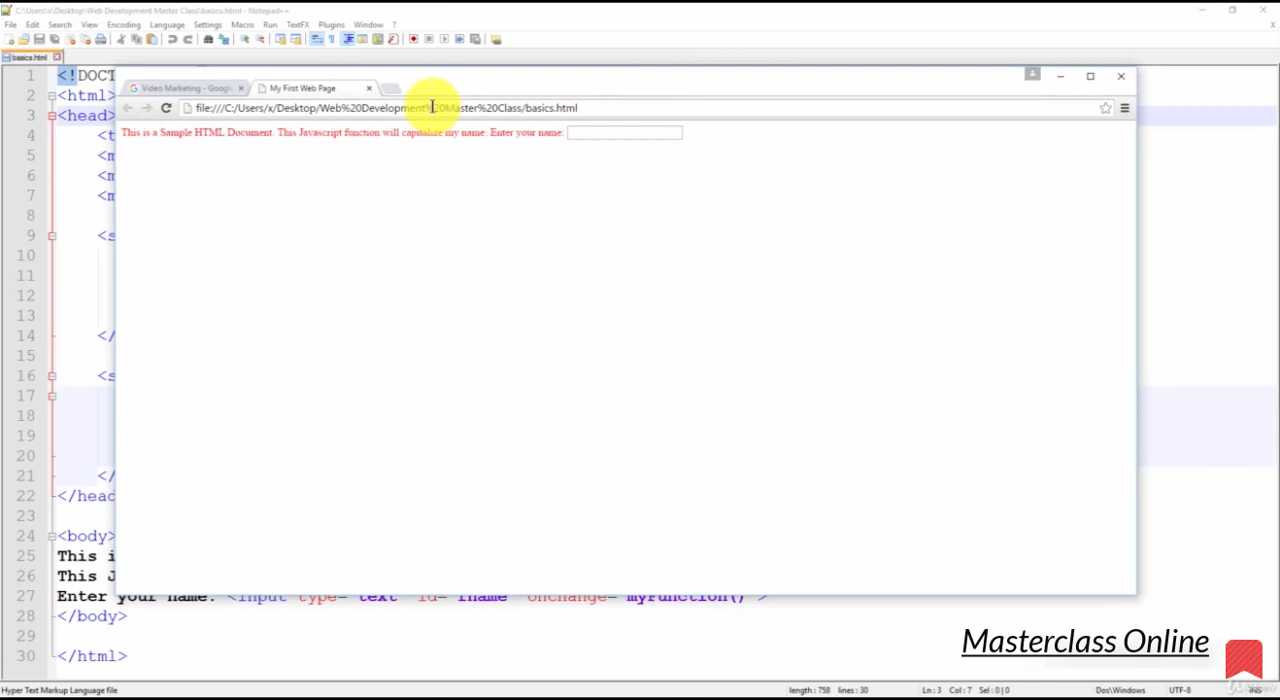 C:\Users\x\Desktop\Web Development Master Class\basics.html - Notepad++
File Edit Search View Encoding Language Settings Macro Run TextFX Plugins Window ?
basics.html
Video Marketing - Google
My First Web Page
file:///C:/Users/x/Desktop/Web%20Development%20Master%20Class/basics.html
This is a Sample HTML Document. This Javascript function will capitalize my name. Enter your name:
1 <!DOCT
2 <html>
3 <head>
4 <t
5 <m
6 <m
7 <m
8
9 <s
10
11
12
13
14 </
15
16 <s
17
18
19
20
21 </
22 </head
23
24 <body>
25 This i
26 This J
27 Enter your name: <input type="text" id="fname" onchange="myFunction()">
28 </body>
29
30 </html>
Masterclass Online
Hyper Text Markup Language file length : 758 lines : 30 Ln : 3 Col : 7 Sel : 0 | 0 Dos\Windows UTF-8 INS